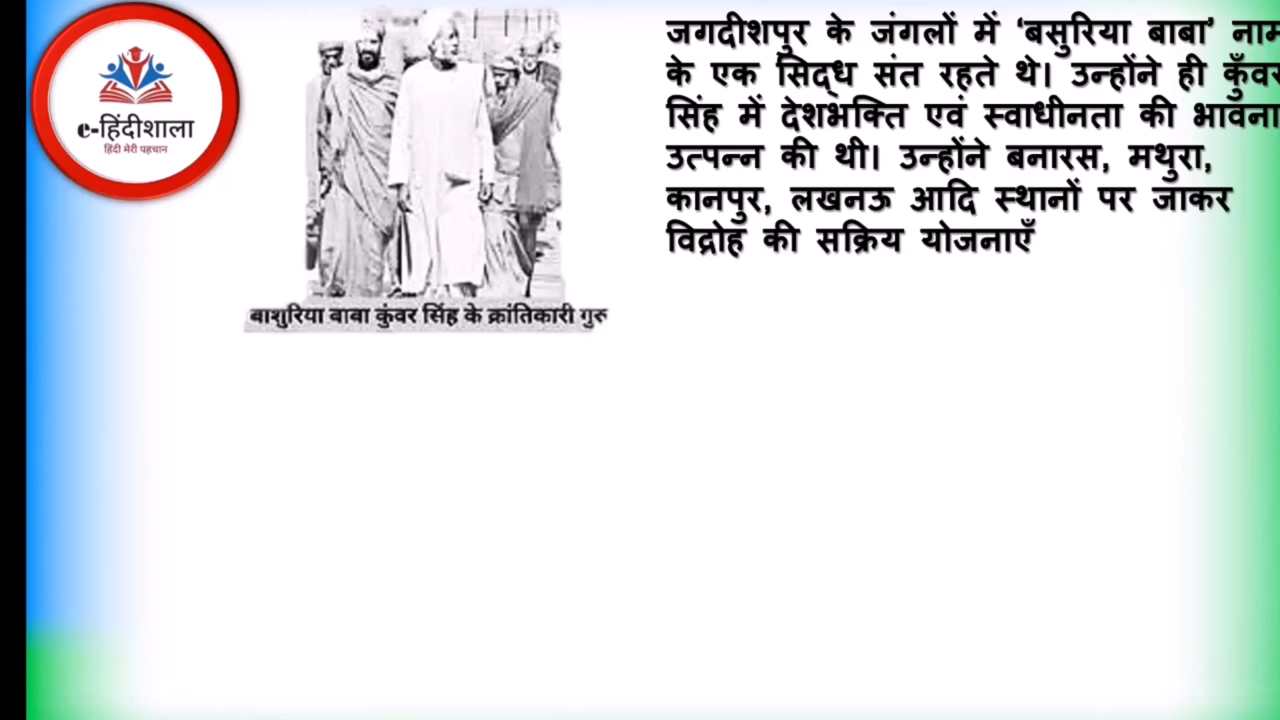 e-हिंदीशाला
हिंदी मेरी पहचान
बाशुरिया बाबा कुंवर सिंह के क्रांतिकारी गुरु
जगदीशपुर के जंगलों में ‘बसुरिया बाबा’ नाम
के एक सिद्ध संत रहते थे। उन्होंने ही कुँवर
सिंह में देशभक्ति एवं स्वाधीनता की भावना
उत्पन्न की थी। उन्होंने बनारस, मथुरा,
कानपुर, लखनऊ आदि स्थानों पर जाकर
विद्रोह की सक्रिय योजनाएँ